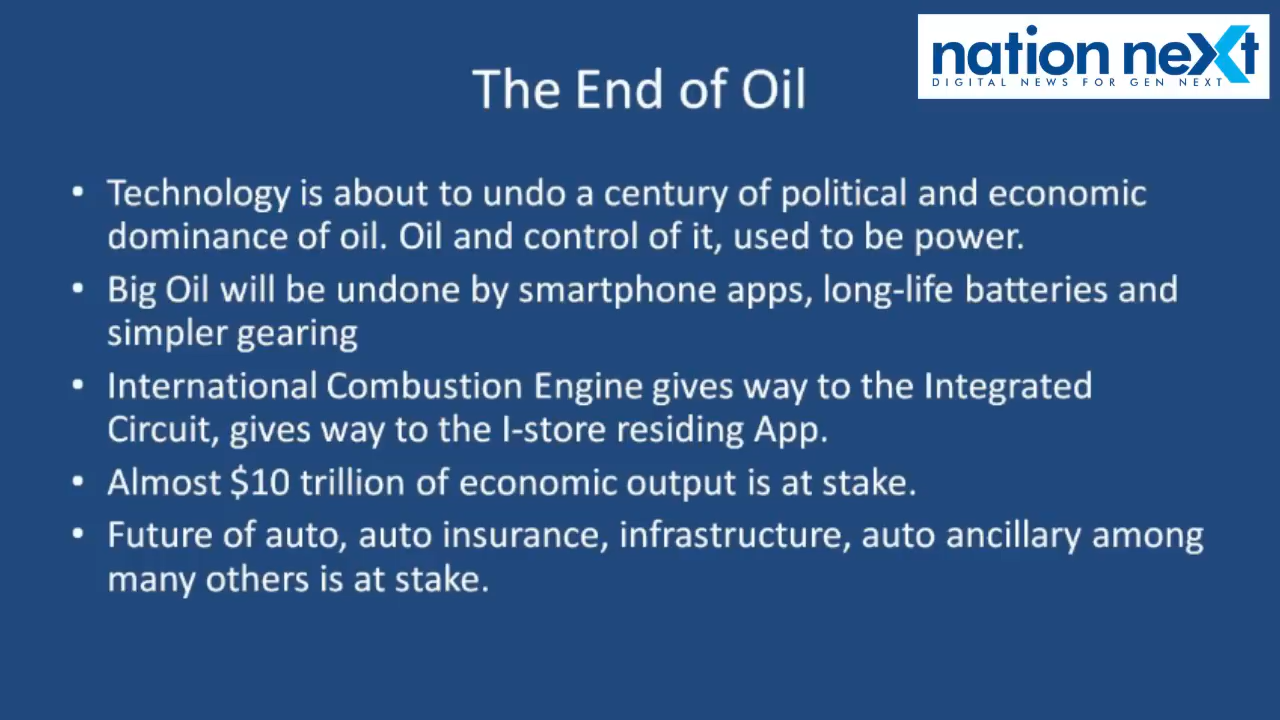 nation next
DIGITAL NEWS FOR GEN NEXT
The End of Oil
• Technology is about to undo a century of political and economic
dominance of oil. Oil and control of it, used to be power.
• Big Oil will be undone by smartphone apps, long-life batteries and
simpler gearing
• International Combustion Engine gives way to the Integrated
Circuit, gives way to the I-store residing App.
• Almost $10 trillion of economic output is at stake.
• Future of auto, auto insurance, infrastructure, auto ancillary among
many others is at stake.